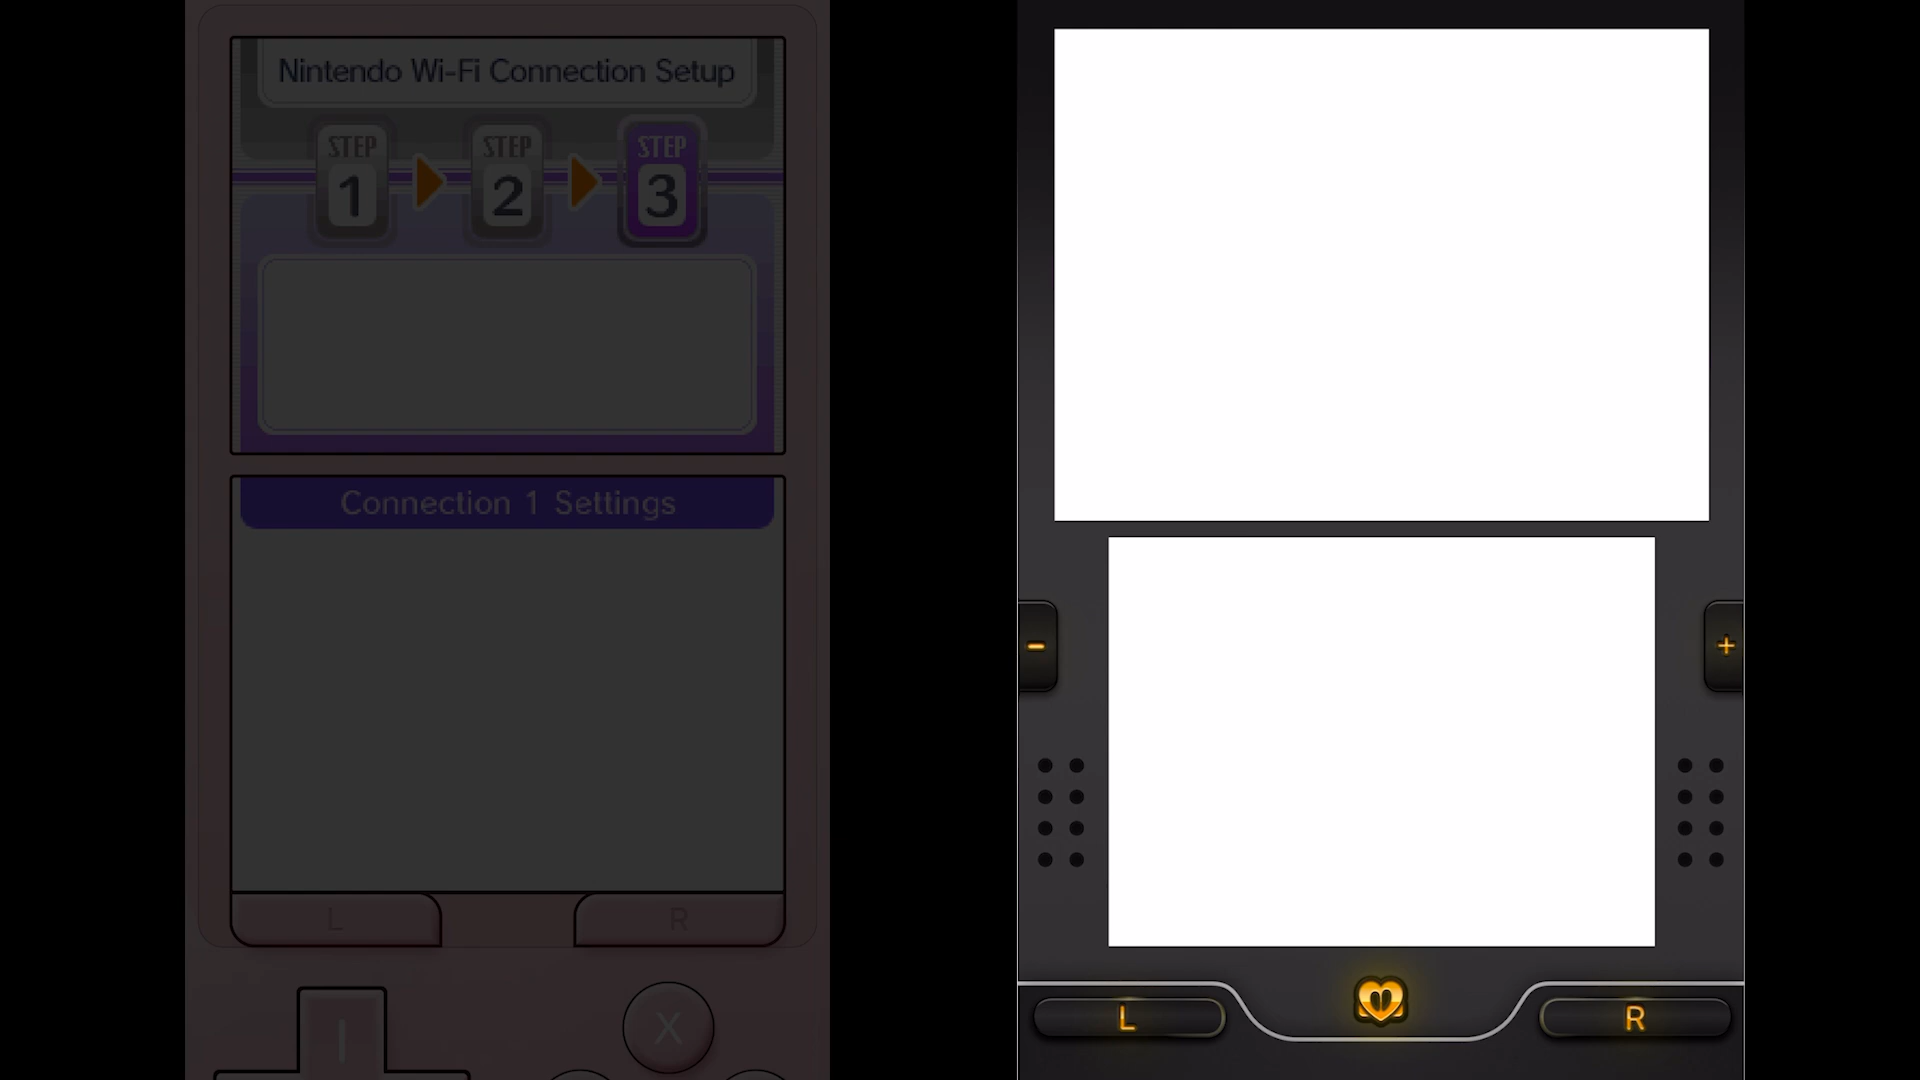 Nintendo Wi-Fi Connection Setup
STEP STEP STEP
1 2 3
Connection 1 Settings
L R
X
- +
L R